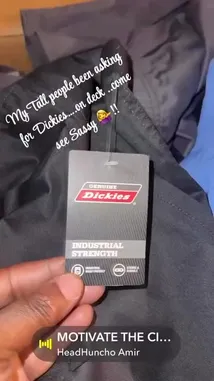 My Tall people been asking
for Dickies....on deck ..come
see Sassy 💁‍♀️!!
GENUINE
Dickies
INDUSTRIAL
STRENGTH
MOTIVATE THE CI...
HeadHuncho Amir